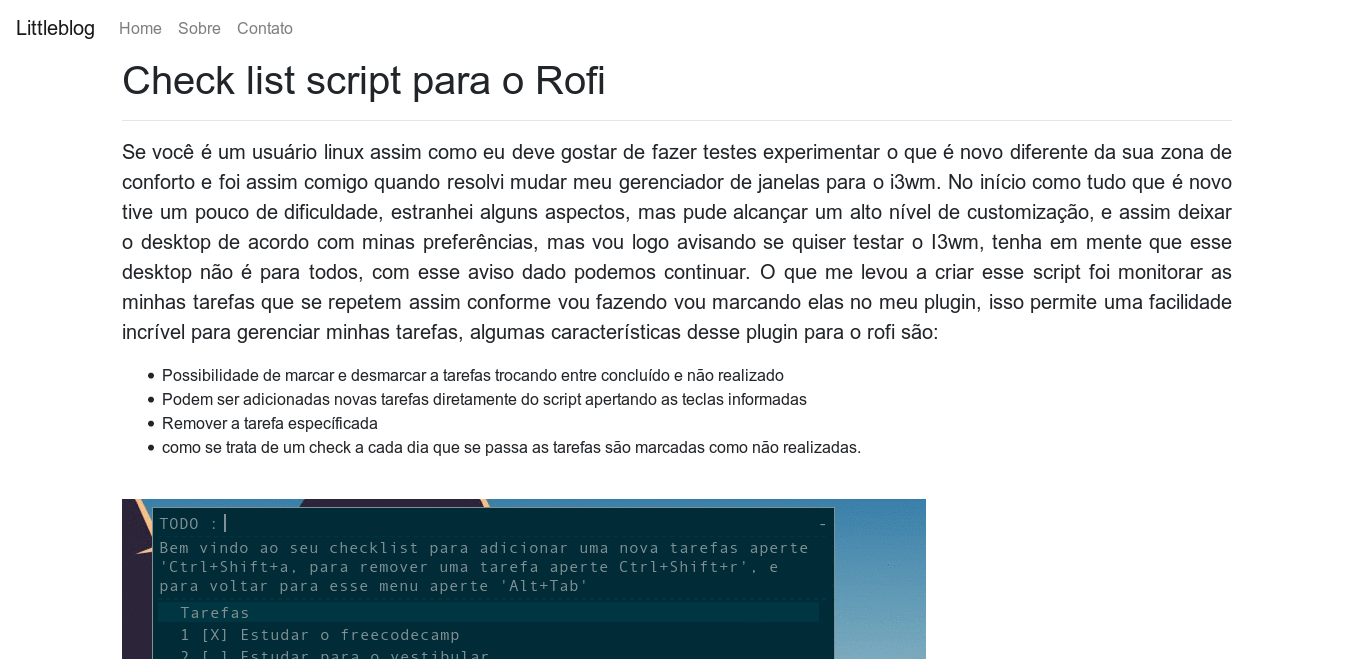 Littleblog Home Sobre Contato
Check list script para o Rofi
Se você é um usuário linux assim como eu deve gostar de fazer testes experimentar o que é novo diferente da sua zona de
conforto e foi assim comigo quando resolvi mudar meu gerenciador de janelas para o i3wm. No início como tudo que é novo
tive um pouco de dificuldade, estranhei alguns aspectos, mas pude alcançar um alto nível de customização, e assim deixar
o desktop de acordo com minas preferências, mas vou logo avisando se quiser testar o I3wm, tenha em mente que esse
desktop não é para todos, com esse aviso dado podemos continuar. O que me levou a criar esse script foi monitorar as
minhas tarefas que se repetem assim conforme vou fazendo vou marcando elas no meu plugin, isso permite uma facilidade
incrível para gerenciar minhas tarefas, algumas características desse plugin para o rofi são:
• Possibilidade de marcar e desmarcar a tarefas trocando entre concluído e não realizado
• Podem ser adicionadas novas tarefas diretamente do script apertando as teclas informadas
• Remover a tarefa específicada
• como se trata de um check a cada dia que se passa as tarefas são marcadas como não realizadas.
TODO : -
Bem vindo ao seu checklist para adicionar uma nova tarefas aperte
'Ctrl+Shift+a, para remover uma tarefa aperte Ctrl+Shift+r', e
para voltar para esse menu aperte 'Alt+Tab'
Tarefas
1 [X] Estudar o freecodecamp
2 [ ] Estudar para o vestibular